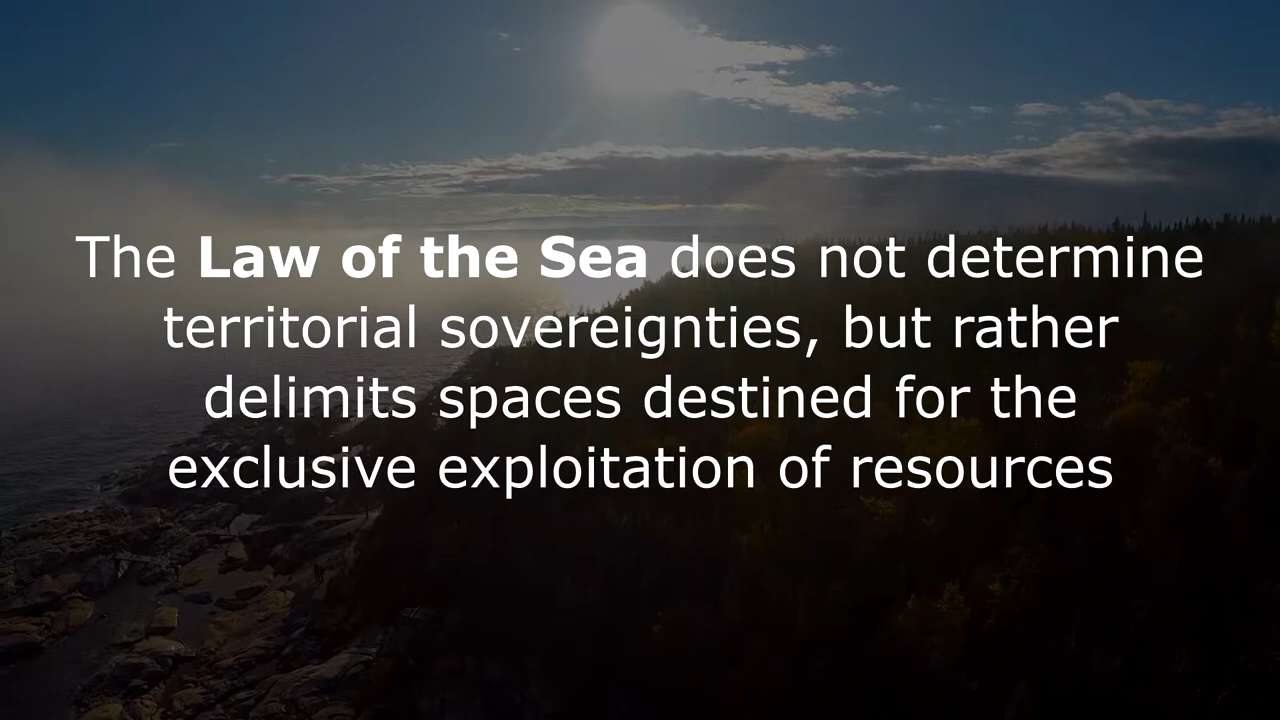 The Law of the Sea does not determine
territorial sovereignties, but rather
delimits spaces destined for the
exclusive exploitation of resources